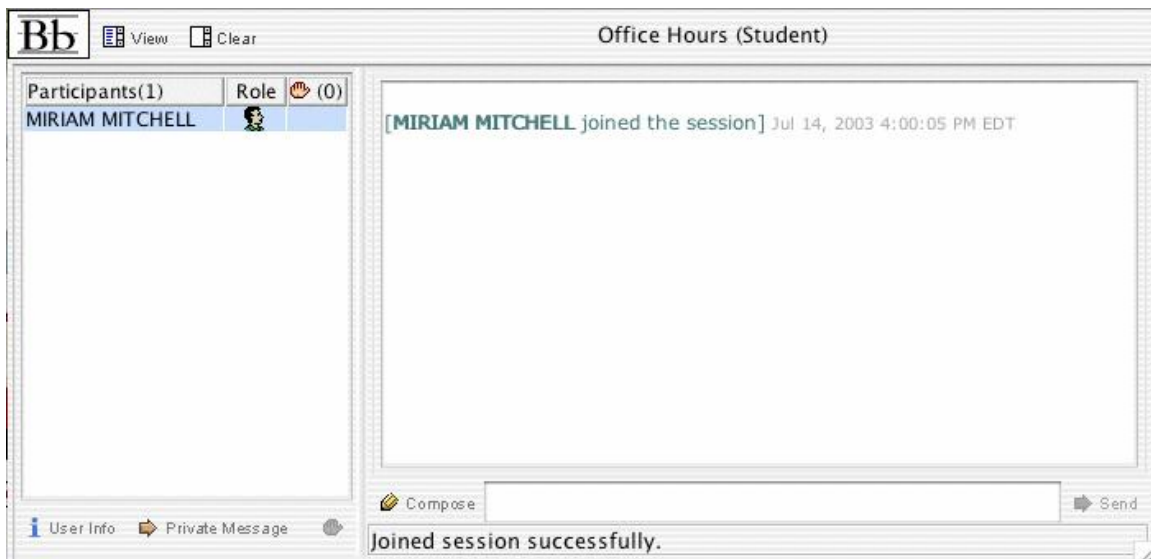 Bb View Clear Office Hours (Student)
Participants(1) Role (0)
MIRIAM MITCHELL
[MIRIAM MITCHELL joined the session] Jul 14, 2003 4:00:05 PM EDT
Compose Send
User Info Private Message
Joined session successfully.